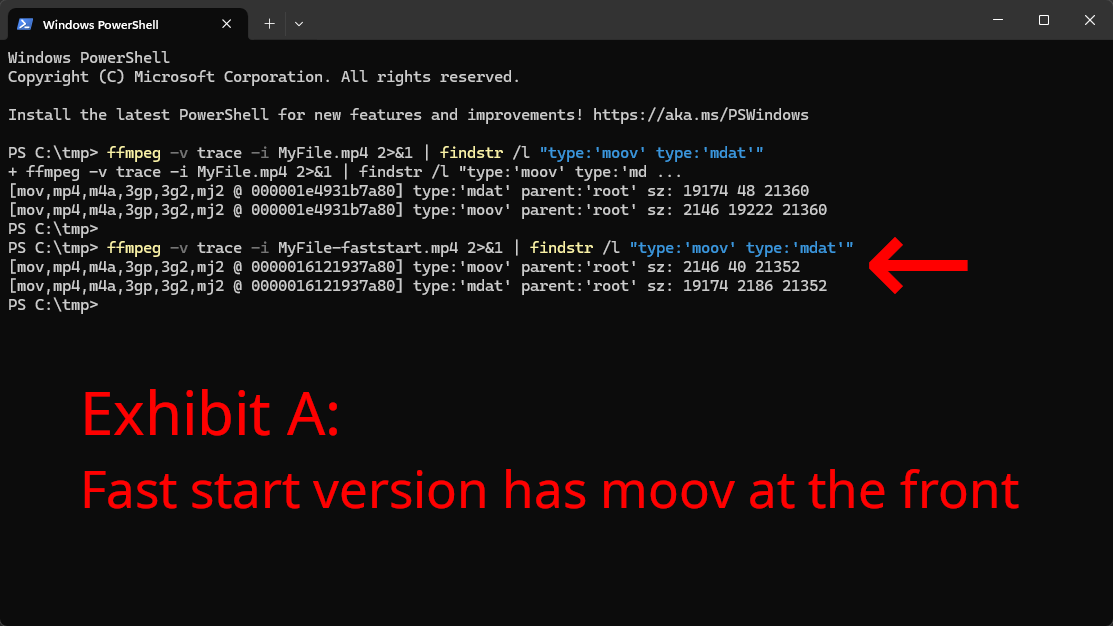 Windows PowerShell
Windows PowerShell
Copyright (C) Microsoft Corporation. All rights reserved.
Install the latest PowerShell for new features and improvements! https://aka.ms/PSWindows
PS C:\tmp> ffmpeg -v trace -i MyFile.mp4 2>&1 | findstr /l "type:'moov' type:'mdat'"
+ ffmpeg -v trace -i MyFile.mp4 2>&1 | findstr /l "type:'moov' type:'md ...
[mov,mp4,m4a,3gp,3g2,mj2 @ 000001e4931b7a80] type:'mdat' parent:'root' sz: 19174 48 21360
[mov,mp4,m4a,3gp,3g2,mj2 @ 000001e4931b7a80] type:'moov' parent:'root' sz: 2146 19222 21360
PS C:\tmp>
PS C:\tmp> ffmpeg -v trace -i MyFile-faststart.mp4 2>&1 | findstr /l "type:'moov' type:'mdat'"
[mov,mp4,m4a,3gp,3g2,mj2 @ 0000016121937a80] type:'moov' parent:'root' sz: 2146 40 21352
[mov,mp4,m4a,3gp,3g2,mj2 @ 0000016121937a80] type:'mdat' parent:'root' sz: 19174 2186 21352
PS C:\tmp>
Exhibit A:
Fast start version has moov at the front